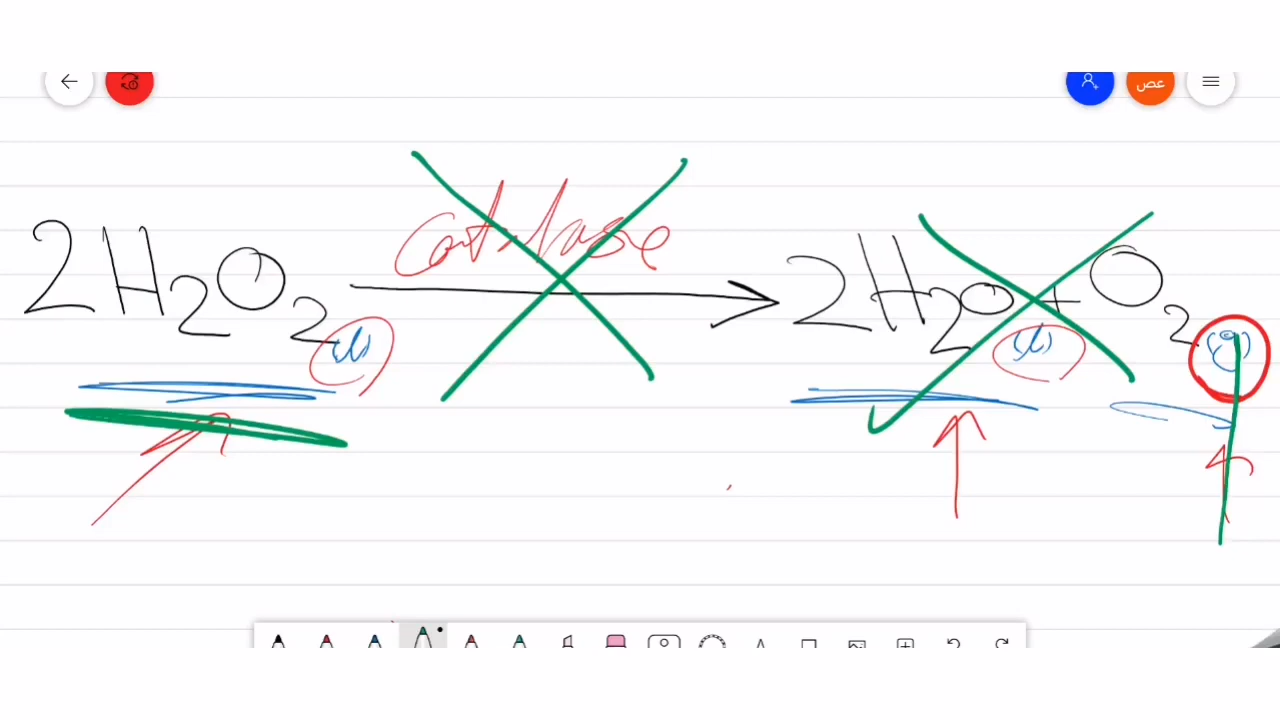 عص
catalase
2H₂O₂(l) → 2H₂O(l) + O₂(g)